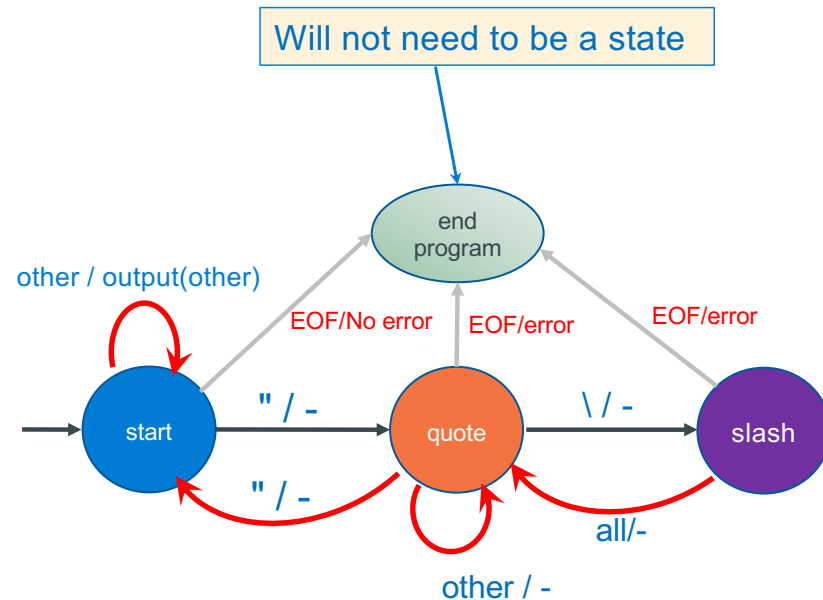 Will not need to be a state
end
program
other / output(other)
EOF/No error
EOF/error
EOF/error
" / -
\ / -
start
quote
slash
" / -
all/-
other / -